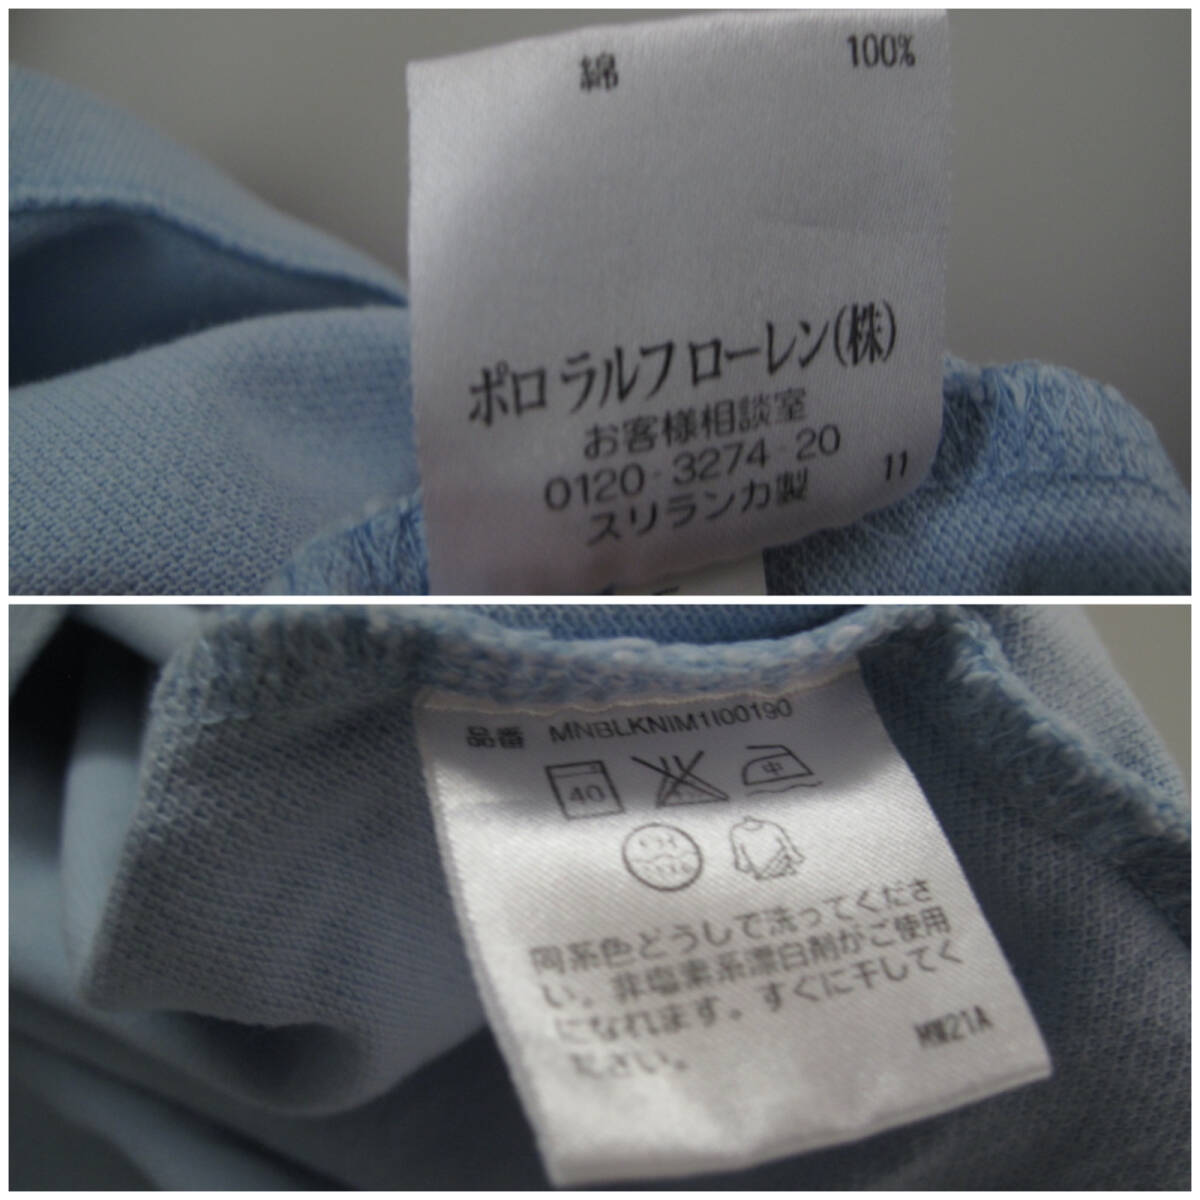 綿 100%
ポロ ラルフ ローレン(株)
お客様相談室
0120-3274-20
スリランカ製 11
品番 MNBLKNIM1I00190
40 中
同系色どうしで洗ってくださ
い。非塩素系漂白剤がご使用
になれます。すぐに干してく
ださい。
MW21A